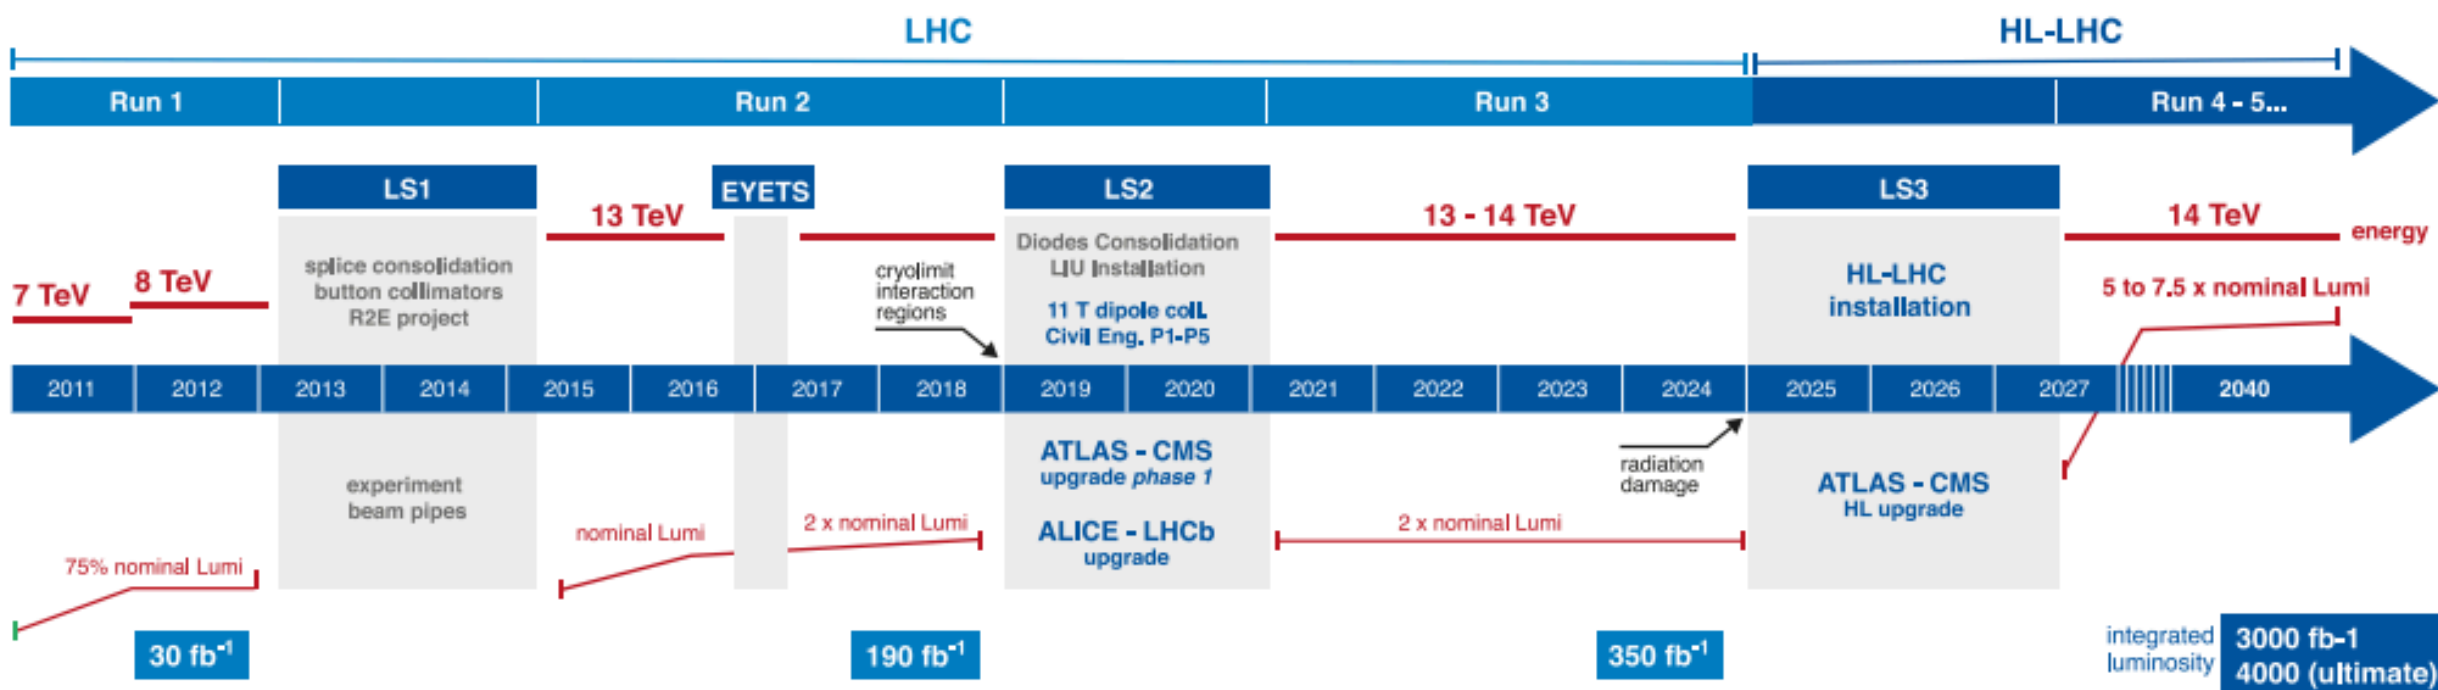 LHC
HL-LHC
Run 1
Run 2
Run 3
Run 4 - 5...
LS1
EYETS
LS2
LS3
13 TeV
13 - 14 TeV
14 TeV
energy
7 TeV
8 TeV
splice consolidation
button collimators
R2E project
cryolimit
interaction
regions
Diodes Consolidation
LIU Installation
11 T dipole coll.
Civil Eng. P1-P5
HL-LHC
installation
5 to 7.5 x nominal Lumi
2011
2012
2013
2014
2015
2016
2017
2018
2019
2020
2021
2022
2023
2024
2025
2026
2027
2040
experiment
beam pipes
ATLAS - CMS
upgrade phase 1
ALICE - LHCb
upgrade
radiation
damage
ATLAS - CMS
HL upgrade
75% nominal Lumi
nominal Lumi
2 x nominal Lumi
2 x nominal Lumi
30 fb⁻¹
190 fb⁻¹
350 fb⁻¹
integrated
luminosity
3000 fb-1
4000 (ultimate)